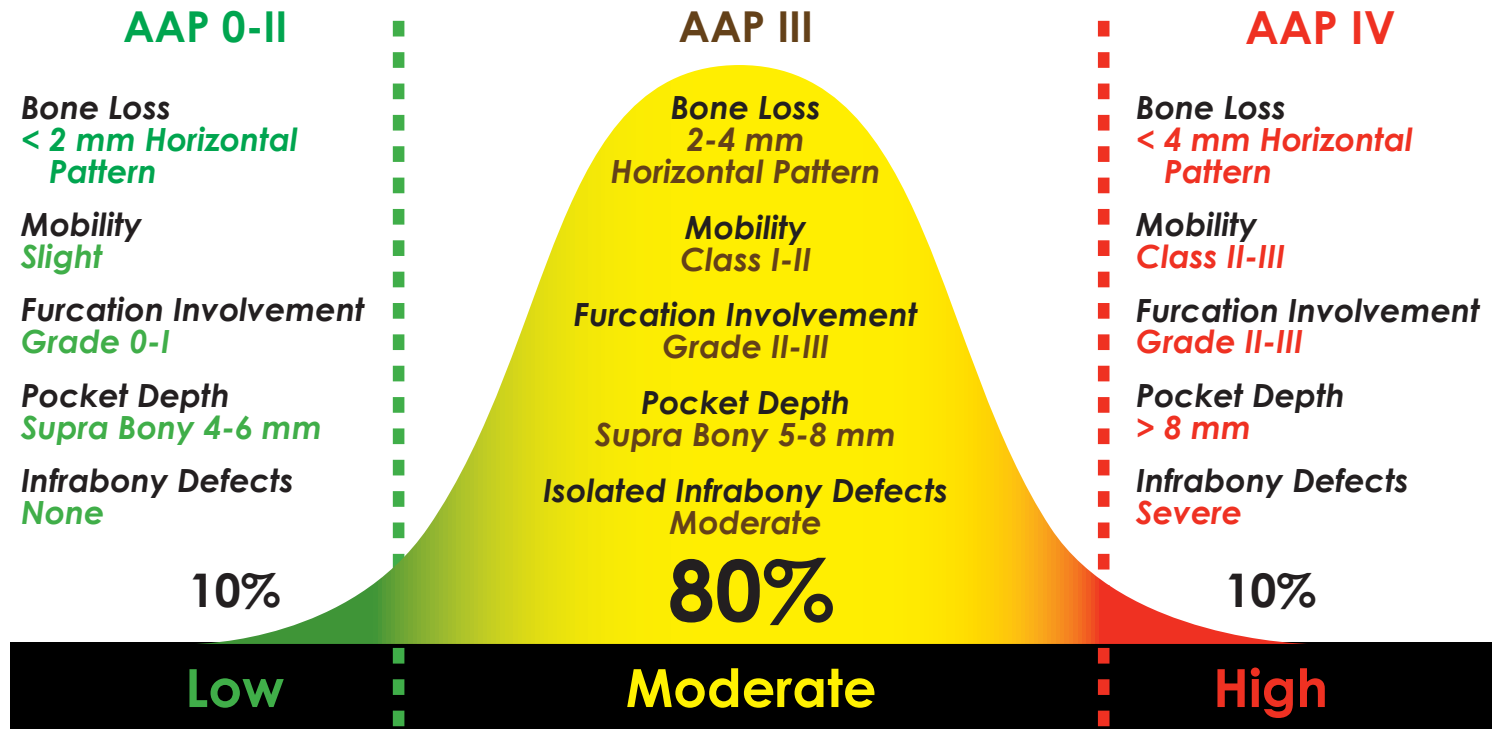 AAP 0-II
Bone Loss
< 2 mm Horizontal
Pattern
Mobility
Slight
Furcation Involvement
Grade 0-I
Pocket Depth
Supra Bony 4-6 mm
Infrabony Defects
None
10%
Low
AAP III
Bone Loss
2-4 mm
Horizontal Pattern
Mobility
Class I-II
Furcation Involvement
Grade II-III
Pocket Depth
Supra Bony 5-8 mm
Isolated Infrabony Defects
Moderate
80%
Moderate
AAP IV
Bone Loss
< 4 mm Horizontal
Pattern
Mobility
Class II-III
Furcation Involvement
Grade II-III
Pocket Depth
> 8 mm
Infrabony Defects
Severe
10%
High